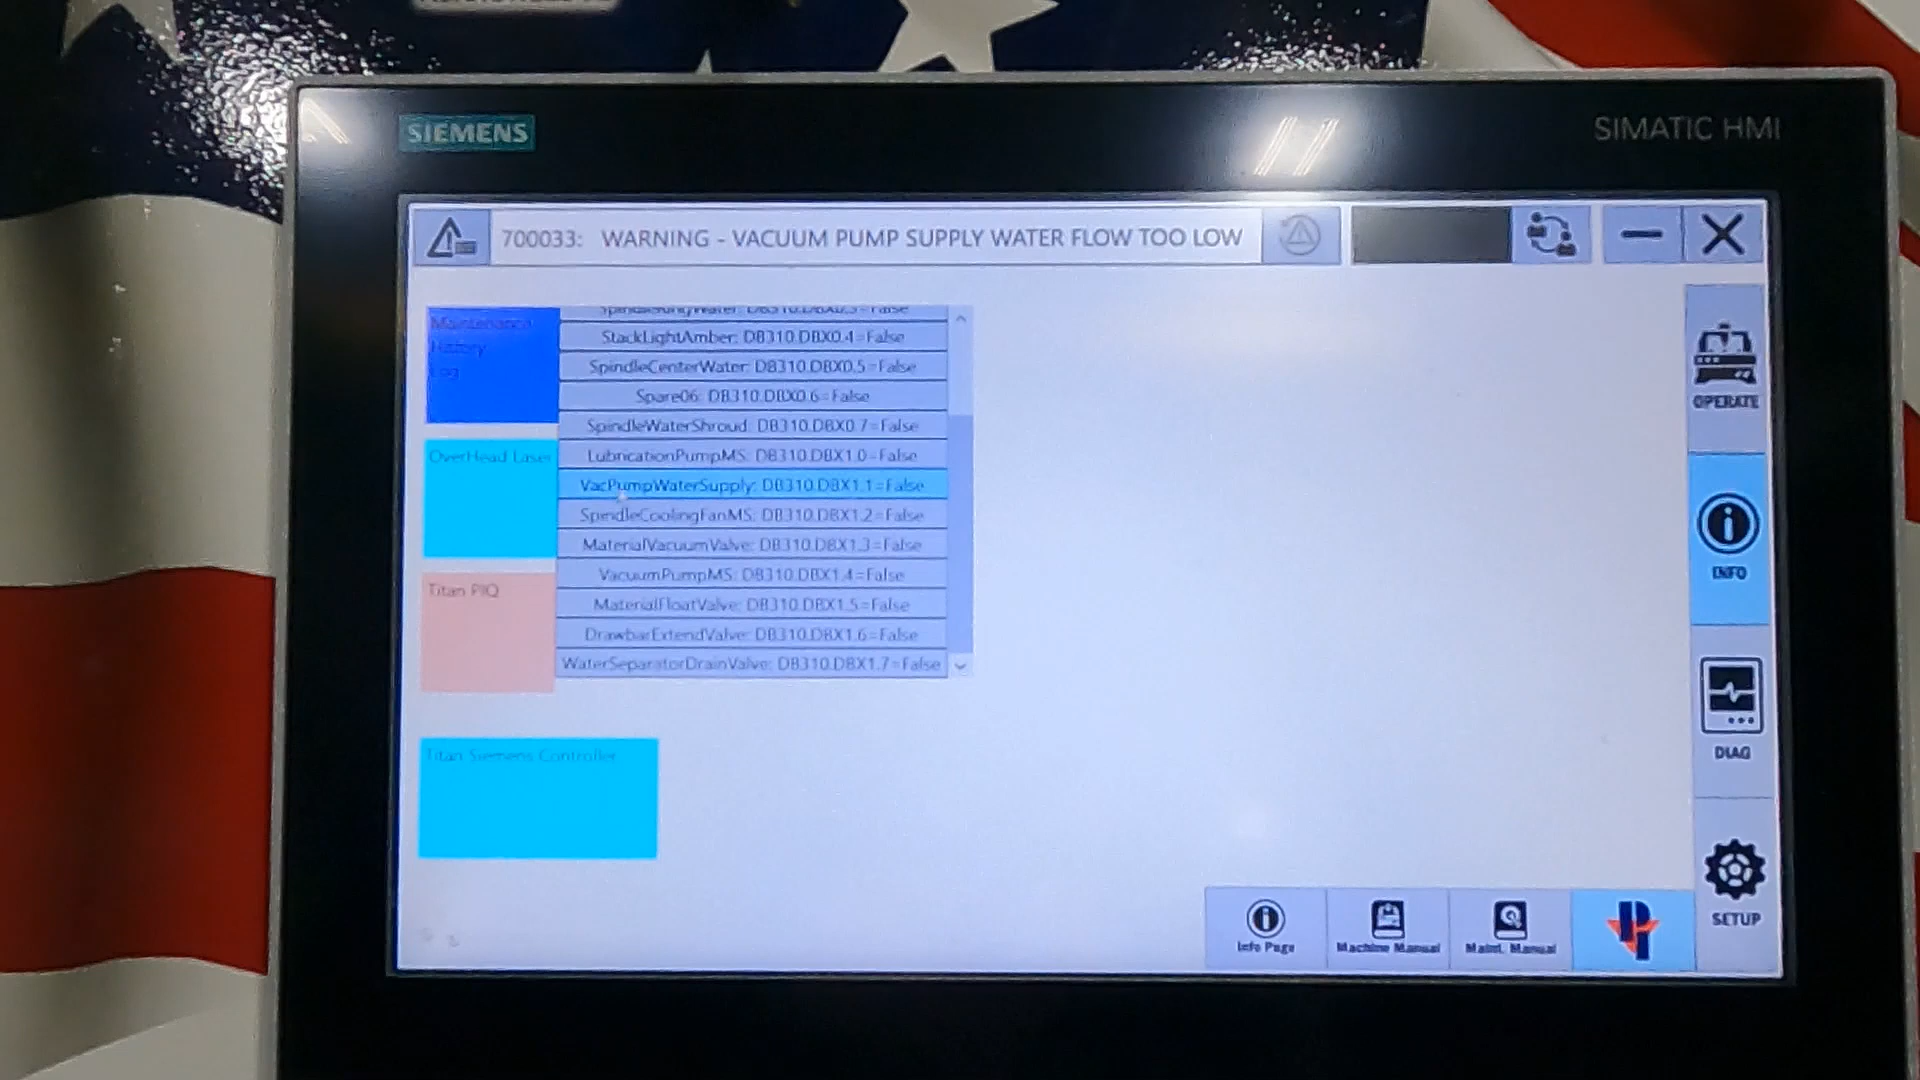 SIEMENS
SIMATIC HMI
700033: WARNING - VACUUM PUMP SUPPLY WATER FLOW TOO LOW
Maintenance
History
Log
StackLightAmber: DB310.DBX0.4=False
SpindleCenterWater: DB310.DBX0.5=False
Spare06: DB310.DBX0.6=False
SpindleWaterShroud: DB310.DBX0.7=False
LubricationPumpMS: DB310.DBX1.0=False
VacPumpWaterSupply: DB310.DBX1.1=False
SpindleCoolingFanMS: DB310.DBX1.2=False
MaterialVacuumValve: DB310.DBX1.3=False
VacuumPumpMS: DB310.DBX1.4=False
MaterialFloatValve: DB310.DBX1.5=False
DrawbarExtendValve: DB310.DBX1.6=False
WaterSeparatorDrainValve: DB310.DBX1.7=False
OverHead Laser
Titan PIQ
Titan Siemens Controller
OPERATE
INFO
DIAG
SETUP
Info Page
Machine Manual
Maint. Manual